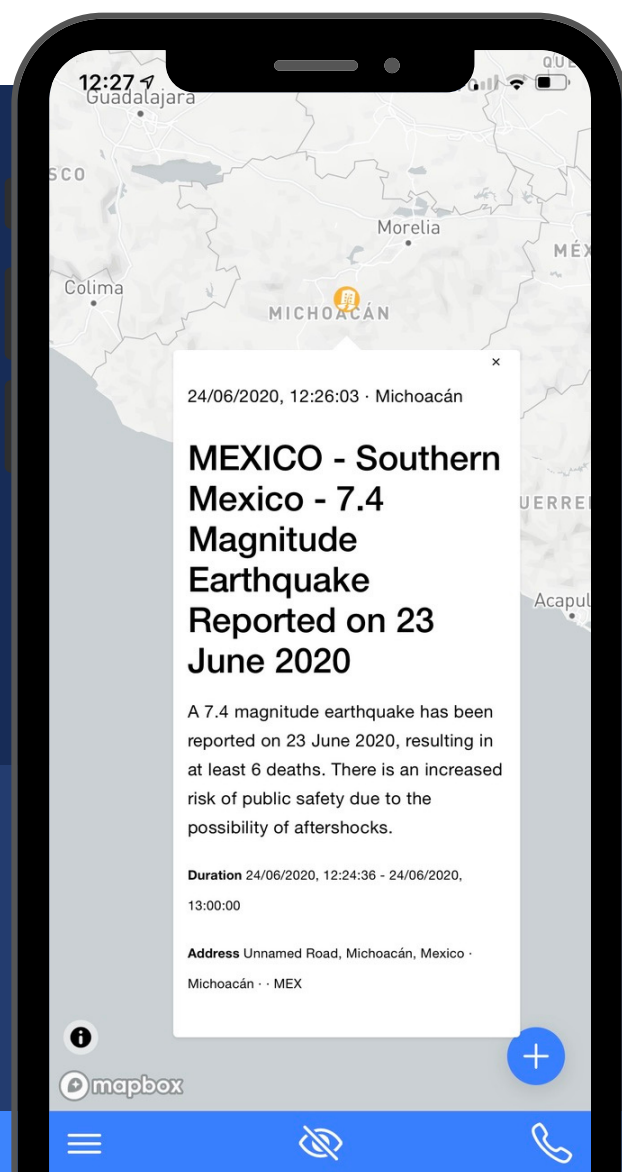 QUE
12:27
Guadalajara
SCO
Morelia
MÉX
Colima
MICHOACÁN
×
24/06/2020, 12:26:03 · Michoacán
MEXICO - Southern
Mexico - 7.4
Magnitude
Earthquake
Reported on 23
June 2020
UERRE
Acapul
A 7.4 magnitude earthquake has been
reported on 23 June 2020, resulting in
at least 6 deaths. There is an increased
risk of public safety due to the
possibility of aftershocks.
Duration 24/06/2020, 12:24:36 - 24/06/2020,
13:00:00
Address Unnamed Road, Michoacán, Mexico ·
Michoacán · · MEX
mapbox